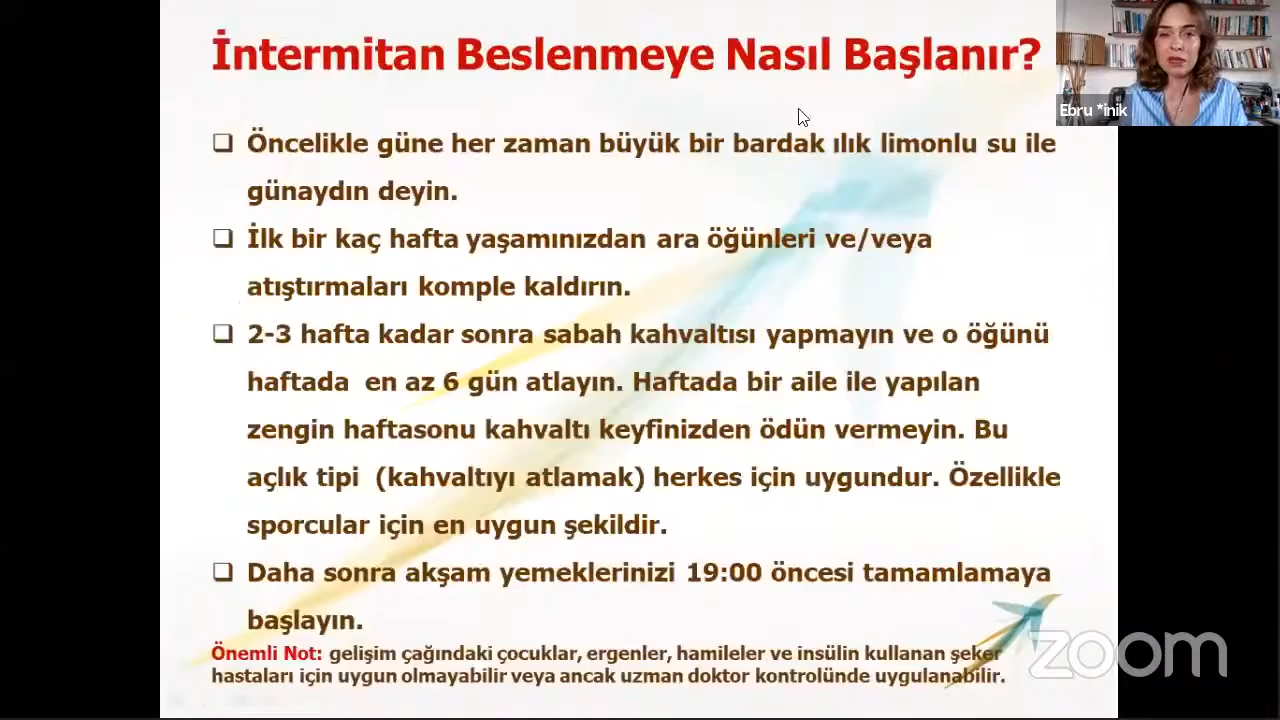 İntermitan Beslenmeye Nasıl Başlanır?
Ebru *inik
❑ Öncelikle güne her zaman büyük bir bardak ılık limonlu su ile
günaydın deyin.
❑ İlk bir kaç hafta yaşamınızdan ara öğünleri ve/veya
atıştırmaları komple kaldırın.
❑ 2-3 hafta kadar sonra sabah kahvaltısı yapmayın ve o öğünü
haftada en az 6 gün atlayın. Haftada bir aile ile yapılan
zengin haftasonu kahvaltı keyfinizden ödün vermeyin. Bu
açlık tipi (kahvaltıyı atlamak) herkes için uygundur. Özellikle
sporcular için en uygun şekildir.
❑ Daha sonra akşam yemeklerinizi 19:00 öncesi tamamlamaya
başlayın.
Önemli Not: gelişim çağındaki çocuklar, ergenler, hamileler ve insülin kullanan şeker
hastaları için uygun olmayabilir veya ancak uzman doktor kontrolünde uygulanabilir.
zoom